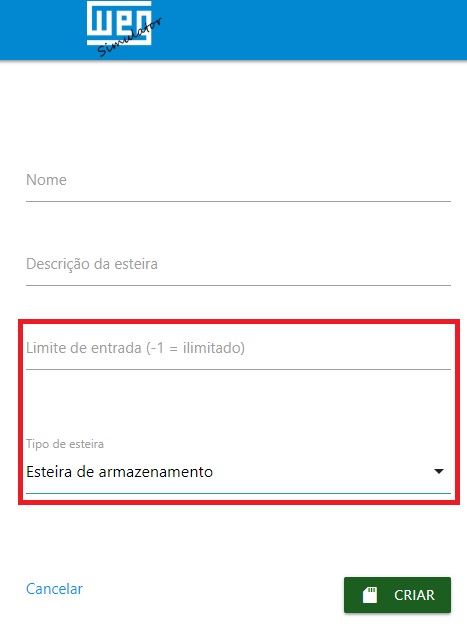 weg
Simulator
Nome
Descrição da esteira
Limite de entrada (-1 = ilimitado)
Tipo de esteira
Esteira de armazenamento
Cancelar
CRIAR